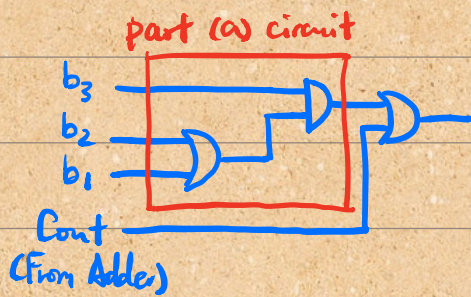 part (a) circuit
b3
b2
b1
Cout
(From Adder)